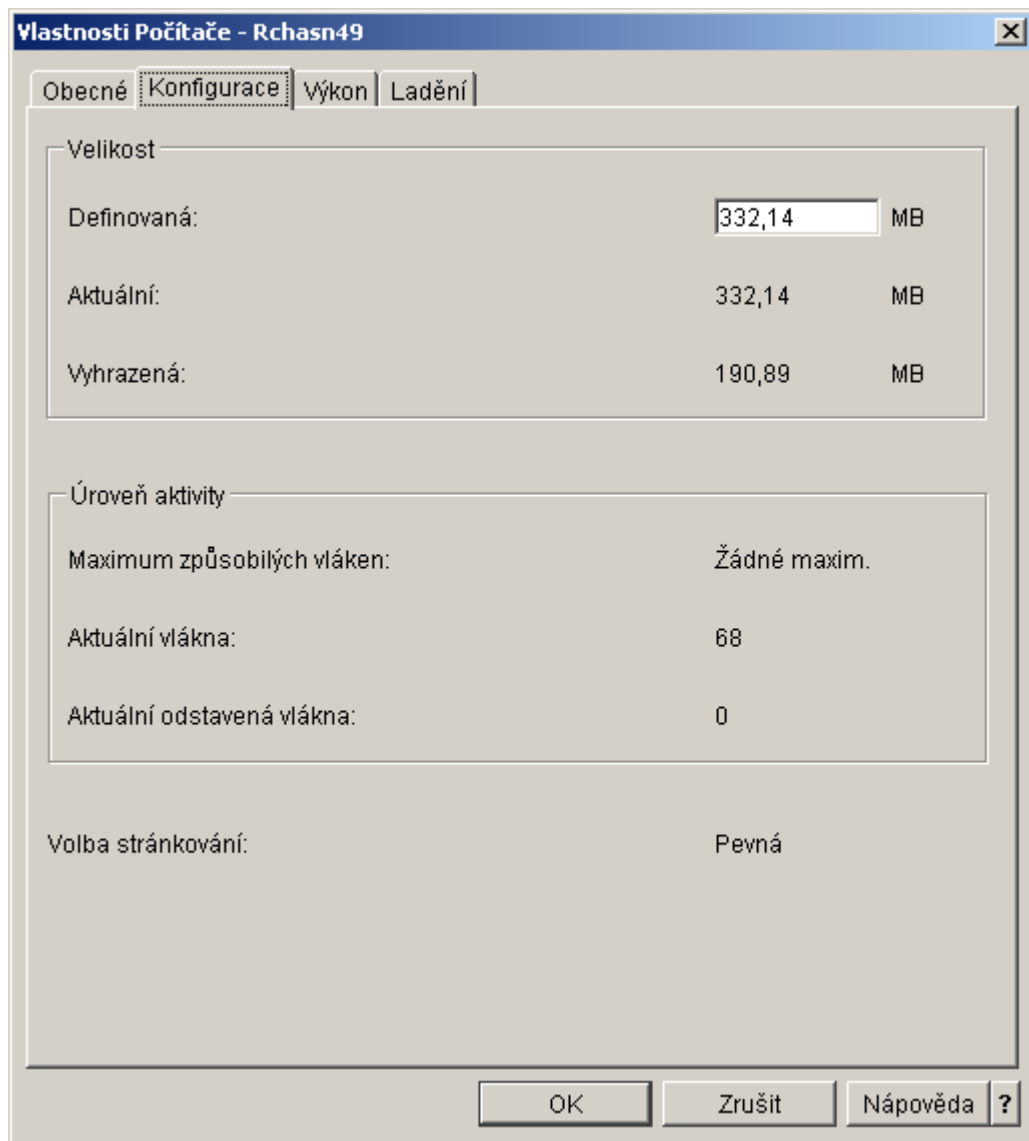 Vlastnosti Počítače - Rchasn49
Obecné Konfigurace Výkon Ladění
Velikost
Definovaná: 332,14 MB
Aktuální: 332,14 MB
Vyhrazená: 190,89 MB
Úroveň aktivity
Maximum způsobilých vláken: Žádné maxim.
Aktuální vlákna: 68
Aktuální odstavená vlákna: 0
Volba stránkování: Pevná
OK Zrušit Nápověda ?